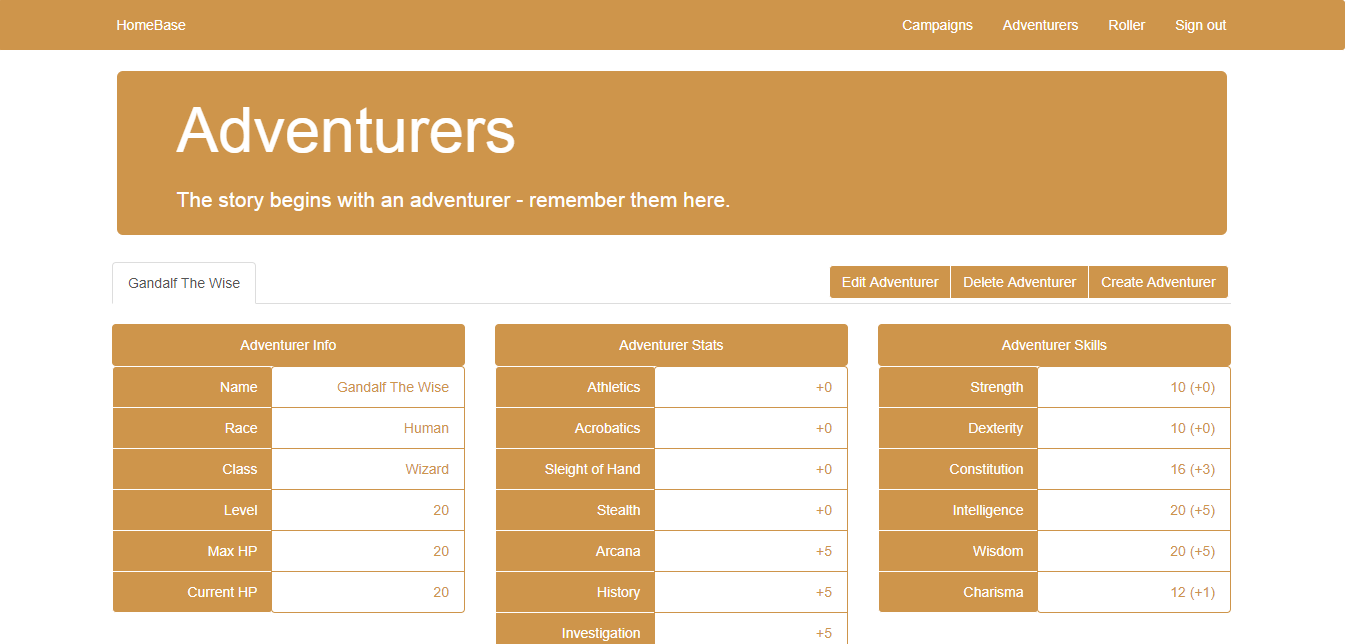 HomeBase Campaigns Adventurers Roller Sign out
Adventurers
The story begins with an adventurer - remember them here.
Gandalf The Wise Edit Adventurer Delete Adventurer Create Adventurer
Adventurer Info
Name Gandalf The Wise
Race Human
Class Wizard
Level 20
Max HP 20
Current HP 20
Adventurer Stats
Athletics +0
Acrobatics +0
Sleight of Hand +0
Stealth +0
Arcana +5
History +5
Investigation +5
Adventurer Skills
Strength 10 (+0)
Dexterity 10 (+0)
Constitution 16 (+3)
Intelligence 20 (+5)
Wisdom 20 (+5)
Charisma 12 (+1)